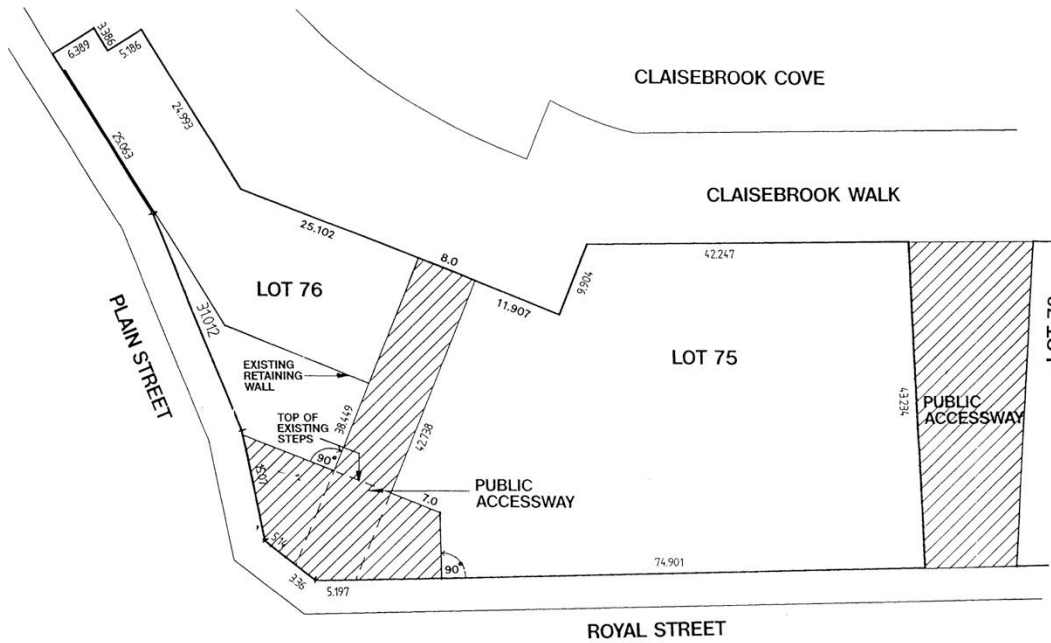 6.389
3.386
5.186
24.993
25.063
CLAISEBROOK COVE
CLAISEBROOK WALK
25.102
8.0
11.907
9.904
42.247
LOT 76
31.012
PLAIN STREET
LOT 75
EXISTING
RETAINING
WALL
TOP OF
EXISTING
STEPS
38.449
42.738
43.234
PUBLIC
ACCESSWAY
90°
PUBLIC
ACCESSWAY
7.0
5.14
3.36
5.197
90°
74.901
ROYAL STREET